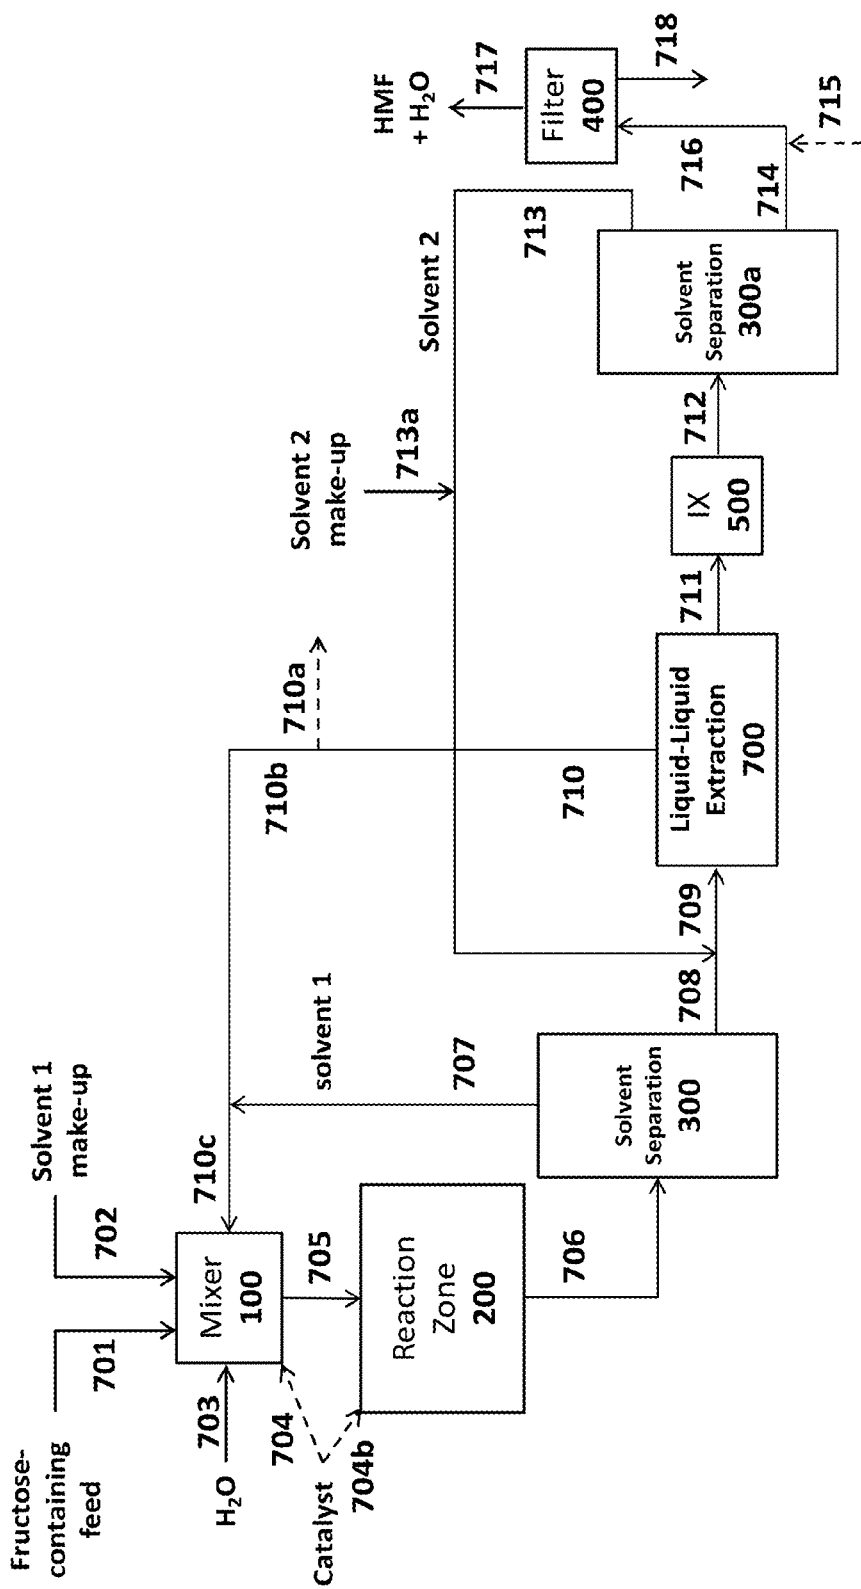 Fructose-
containing
feed
701
Solvent 1
make-up
702
H₂O
703
Catalyst
704
704b
Mixer
100
705
Reaction
Zone
200
706
710c
solvent 1
707
Solvent
Separation
300
708
709
710b
710a
710
Liquid-Liquid
Extraction
700
711
IX
500
712
Solvent 2
make-up
713a
Solvent 2
713
Solvent
Separation
300a
714
715
716
Filter
400
HMF
+ H₂O
717
718